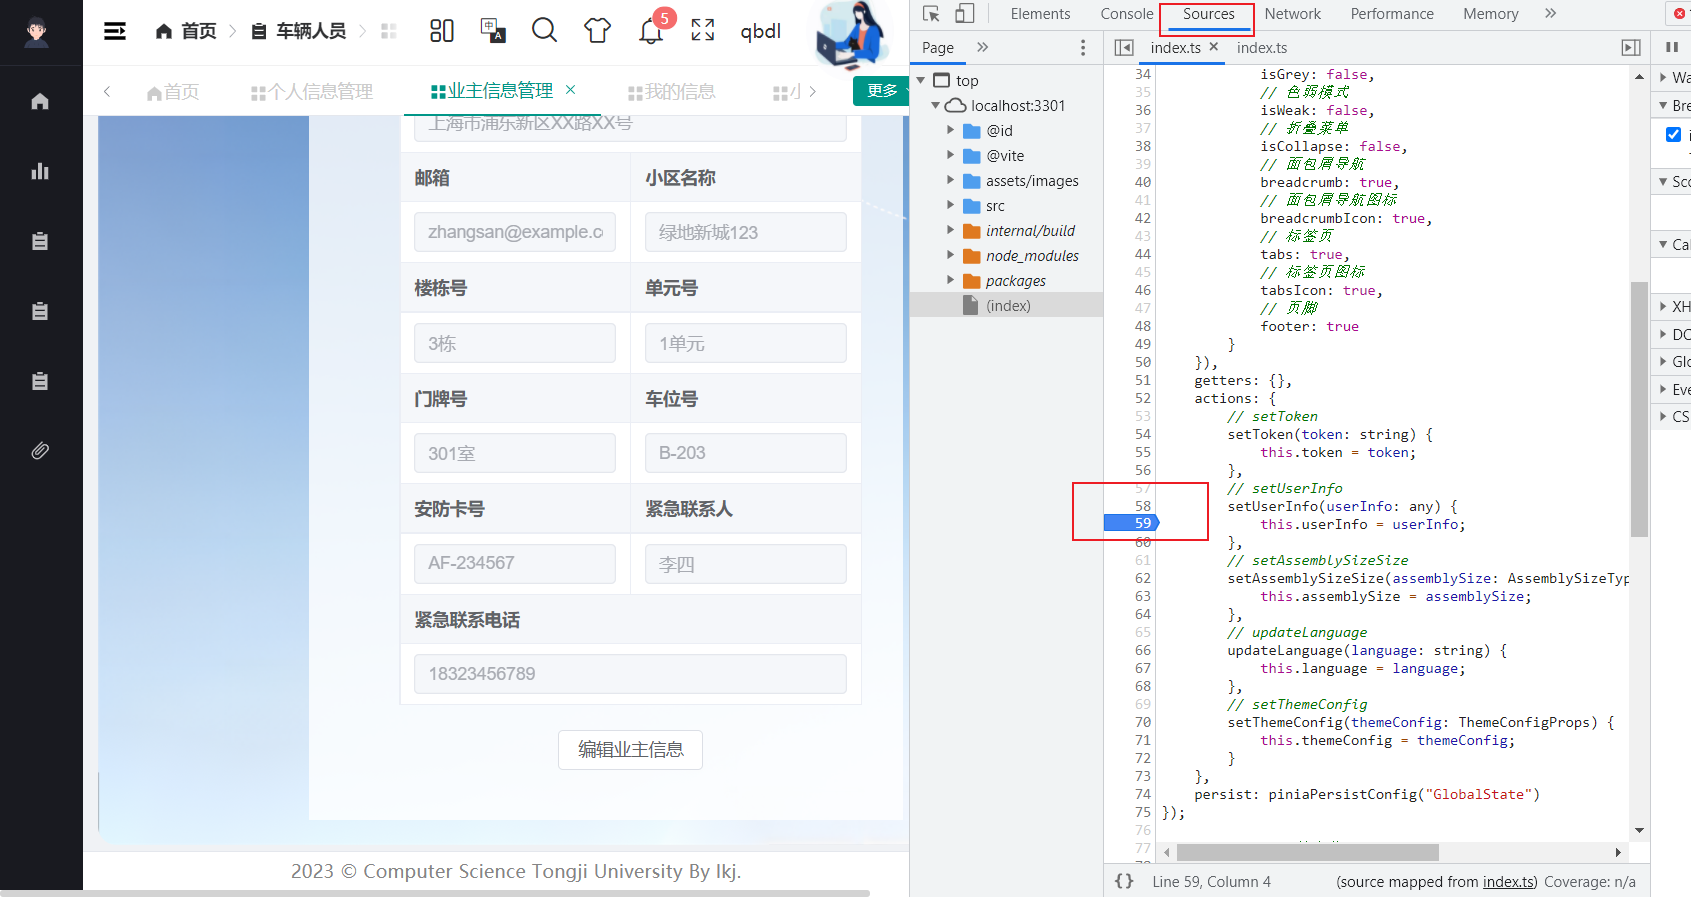 首页
车辆人员
5
qbdl
首页
个人信息管理
业主信息管理
我的信息
更多
上海市浦东新区XX路XX号
邮箱
小区名称
zhangsan@example.c
绿地新城123
楼栋号
单元号
3栋
1单元
门牌号
车位号
301室
B-203
安防卡号
紧急联系人
AF-234567
李四
紧急联系电话
18323456789
编辑业主信息
2023 © Computer Science Tongji University By lkj.
Elements
Console
Sources
Network
Performance
Memory
Page
index.ts
index.ts
top
localhost:3301
@id
@vite
assets/images
src
internal/build
node_modules
packages
(index)
34 isGrey: false,
35 // 色弱模式
36 isWeak: false,
37 // 折叠菜单
38 isCollapse: false,
39 // 面包屑导航
40 breadcrumb: true,
41 // 面包屑导航图标
42 breadcrumbIcon: true,
43 // 标签页
44 tabs: true,
45 // 标签页图标
46 tabsIcon: true,
47 // 页脚
48 footer: true
49 }
50 }),
51 getters: {},
52 actions: {
53 // setToken
54 setToken(token: string) {
55 this.token = token;
56 },
57 // setUserInfo
58 setUserInfo(userInfo: any) {
59 this.userInfo = userInfo;
60 },
61 // setAssemblySizeSize
62 setAssemblySizeSize(assemblySize: AssemblySizeTyp
63 this.assemblySize = assemblySize;
64 },
65 // updateLanguage
66 updateLanguage(language: string) {
67 this.language = language;
68 },
69 // setThemeConfig
70 setThemeConfig(themeConfig: ThemeConfigProps) {
71 this.themeConfig = themeConfig;
72 }
73 },
74 persist: piniaPersistConfig("GlobalState")
75 });
76
77
{} Line 59, Column 4
(source mapped from index.ts) Coverage: n/a
Wa
Bre
Sco
Cal
XH
DO
Glo
Eve
CS